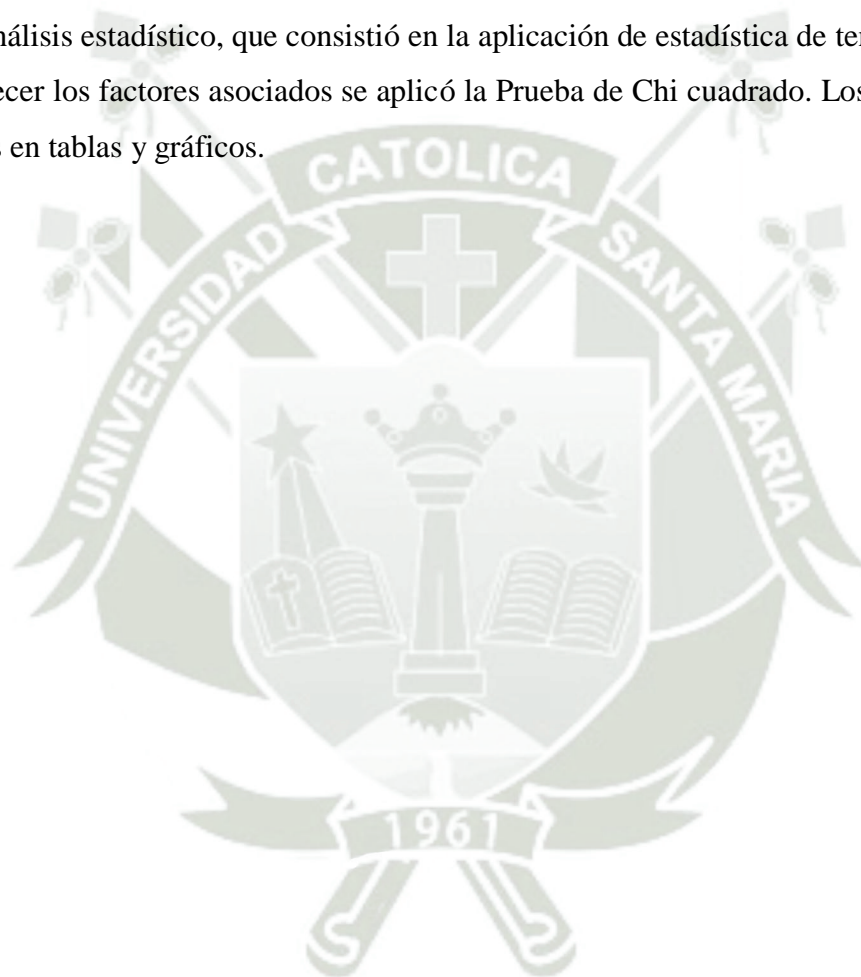 nálisis estadístico, que consistió en la aplicación de estadística de te
ecer los factores asociados se aplicó la Prueba de Chi cuadrado. Los
s en tablas y gráficos.
UNIVERSIDAD CATOLICA SANTA MARIA
1961